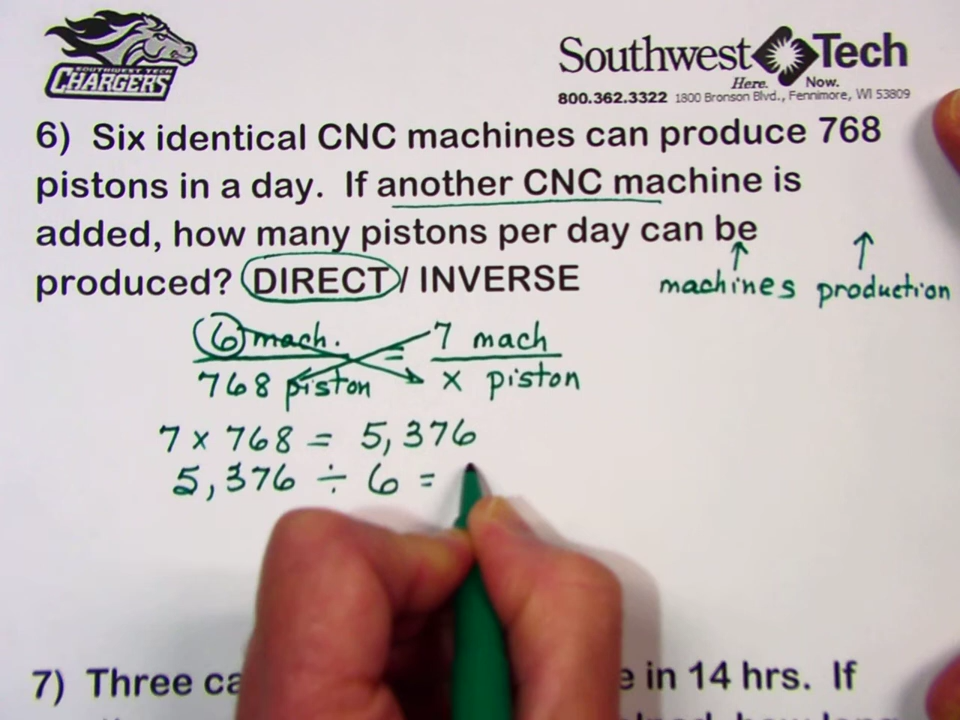 SOUTHWEST TECH
CHARGERS
Southwest Tech
Here. Now.
800.362.3322 1800 Bronson Blvd., Fennimore, WI 53809
6) Six identical CNC machines can produce 768
pistons in a day. If another CNC machine is
added, how many pistons per day can be
produced? DIRECT / INVERSE
↑ machines ↑ production
6 mach. = 7 mach
768 piston x piston
7 x 768 = 5,376
5,376 ÷ 6 =
7) Three in 14 hrs. If